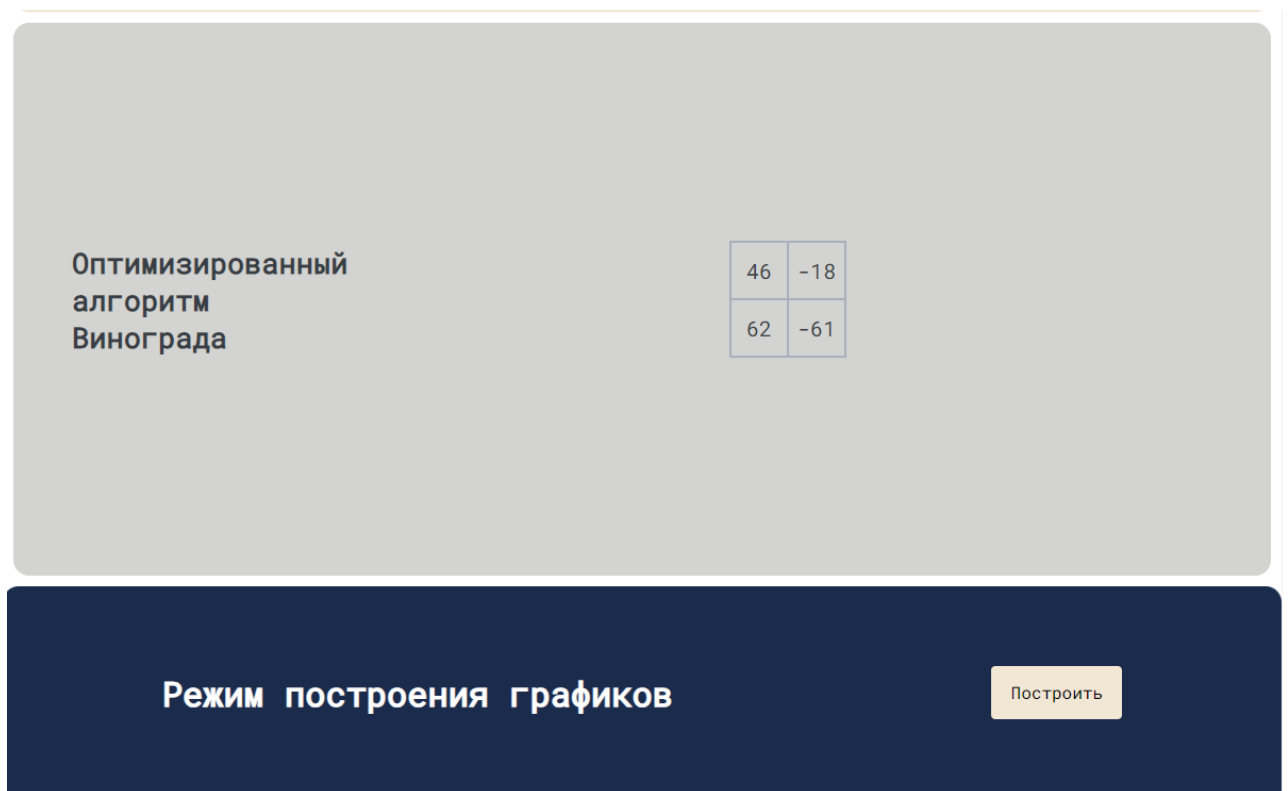 Оптимизированный
алгоритм
Винограда
46 -18
62 -61
Режим построения графиков
Построить